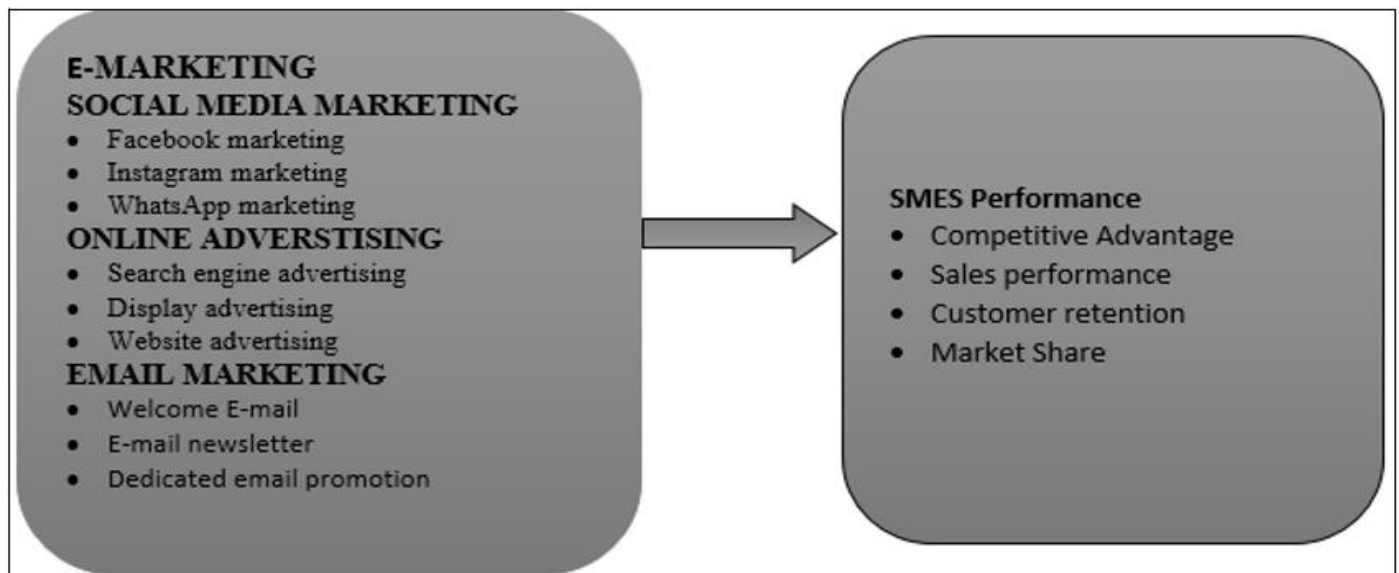 E-MARKETING
SOCIAL MEDIA MARKETING
• Facebook marketing
• Instagram marketing
• WhatsApp marketing
ONLINE ADVERSTISING
• Search engine advertising
• Display advertising
• Website advertising
EMAIL MARKETING
• Welcome E-mail
• E-mail newsletter
• Dedicated email promotion
SMES Performance
• Competitive Advantage
• Sales performance
• Customer retention
• Market Share